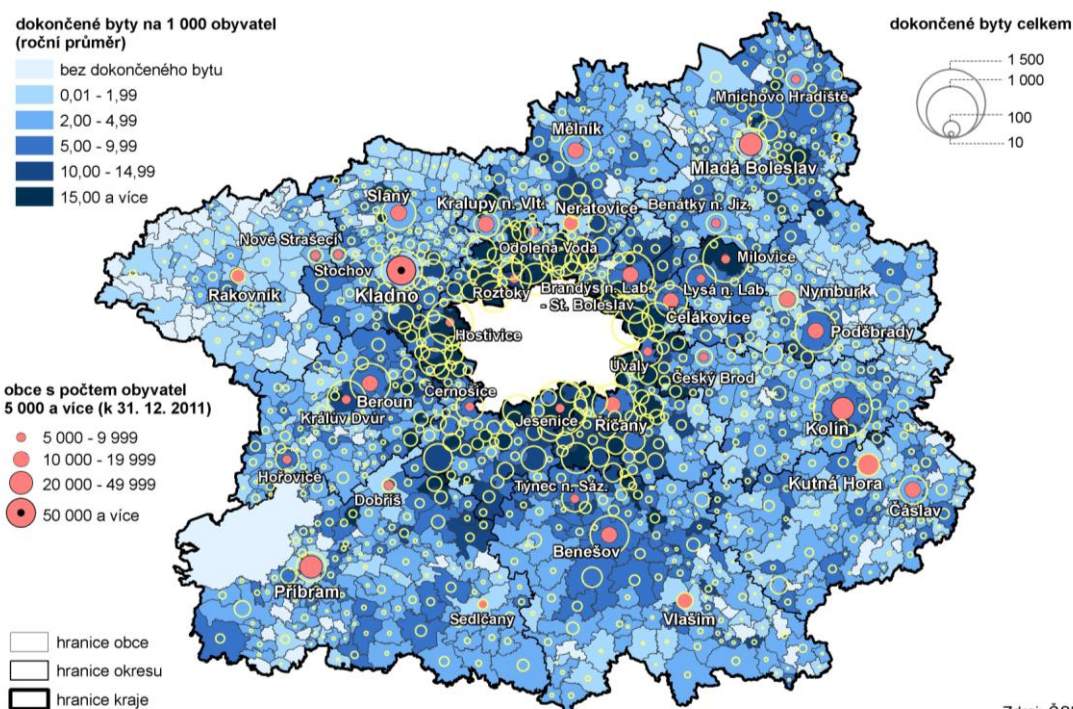 dokončené byty na 1 000 obyvatel
(roční průměr)
bez dokončeného bytu
0,01 - 1,99
2,00 - 4,99
5,00 - 9,99
10,00 - 14,99
15,00 a více
dokončené byty celkem
1 500
1 000
100
10
Mnichovo Hradiště
Mělník
Mladá Boleslav
Slaný
Kralupy n. Vlt.
Neratovice
Benátky n. Jiz.
Nové Strašecí
Odolena Voda
Stochov
Milovice
Rakovník
Kladno
Roztoky
Brandýs n. Lab.
- St. Boleslav
Lysá n. Lab.
Nymburk
Čelákovice
Hostivice
Poděbrady
Úvaly
Český Brod
Černošice
Beroun
Králův Dvůr
Jesenice
Říčany
Kolín
Hořovice
Kutná Hora
Dobříš
Týnec n. Sáz.
Čáslav
Benešov
Příbram
Sedlčany
Vlašim
obce s počtem obyvatel
5 000 a více (k 31. 12. 2011)
5 000 - 9 999
10 000 - 19 999
20 000 - 49 999
50 000 a více
hranice obce
hranice okresu
hranice kraje